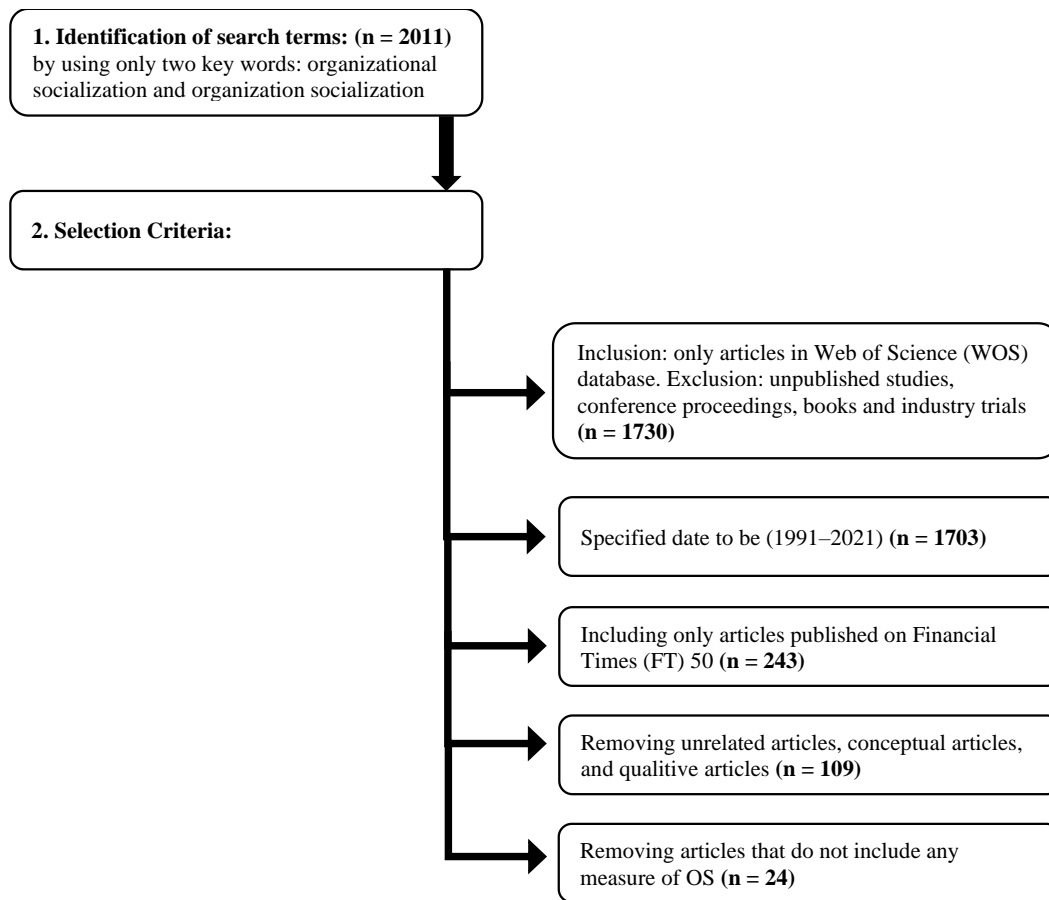 1. Identification of search terms: (n = 2011)
by using only two key words: organizational
socialization and organization socialization
2. Selection Criteria:
Inclusion: only articles in Web of Science (WOS)
database. Exclusion: unpublished studies,
conference proceedings, books and industry trials
(n = 1730)
Specified date to be (1991–2021) (n = 1703)
Including only articles published on Financial
Times (FT) 50 (n = 243)
Removing unrelated articles, conceptual articles,
and qualitive articles (n = 109)
Removing articles that do not include any
measure of OS (n = 24)